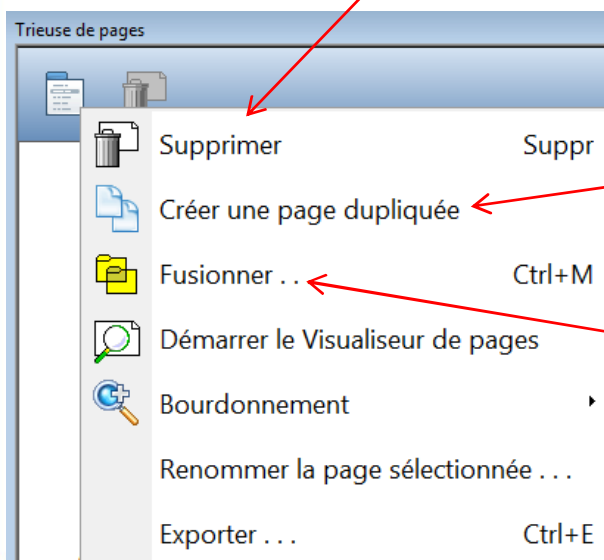 Trieuse de pages
Supprimer Suppr
Créer une page dupliquée
Fusionner . . Ctrl+M
Démarrer le Visualiseur de pages
Bourdonnement
Renommer la page sélectionnée . . .
Exporter . . . Ctrl+E